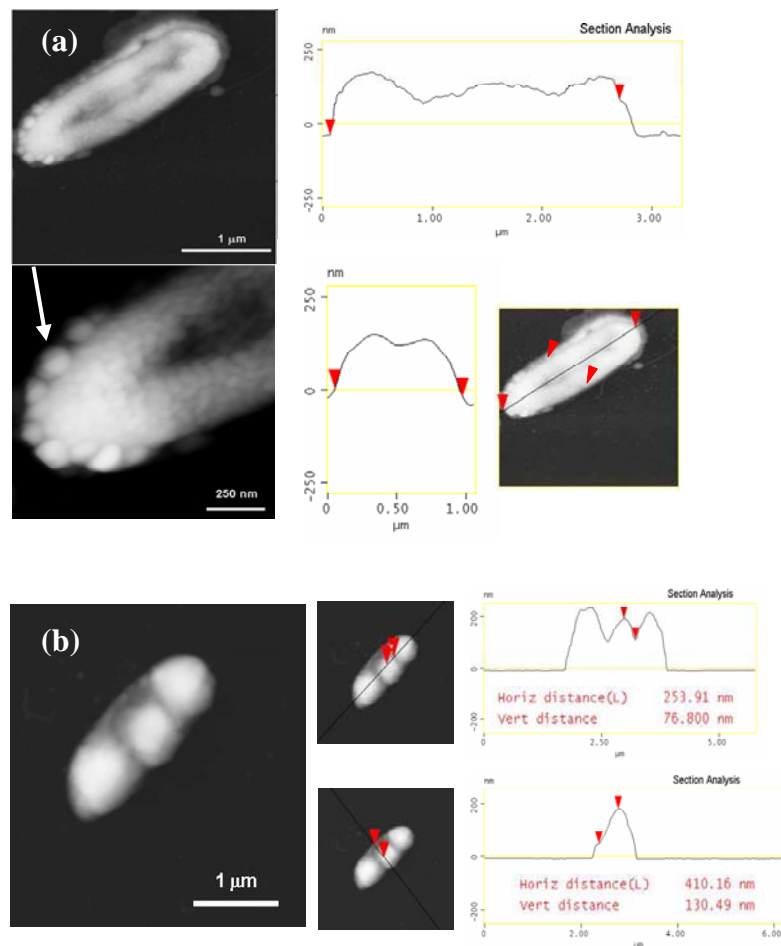 (a)
1 μm
Section Analysis
nm
250
0
-250
0
1.00
2.00
3.00
μm
250 nm
nm
250
0
-250
0
0.50
1.00
μm
(b)
1 μm
nm
Section Analysis
200
0
-200
0
2.50
5.00
μm
Horiz distance(L) 253.91 nm
Vert distance 76.800 nm
nm
Section Analysis
200
0
-200
0
2.00
4.00
6.00
μm
Horiz distance(L) 410.16 nm
Vert distance 130.49 nm